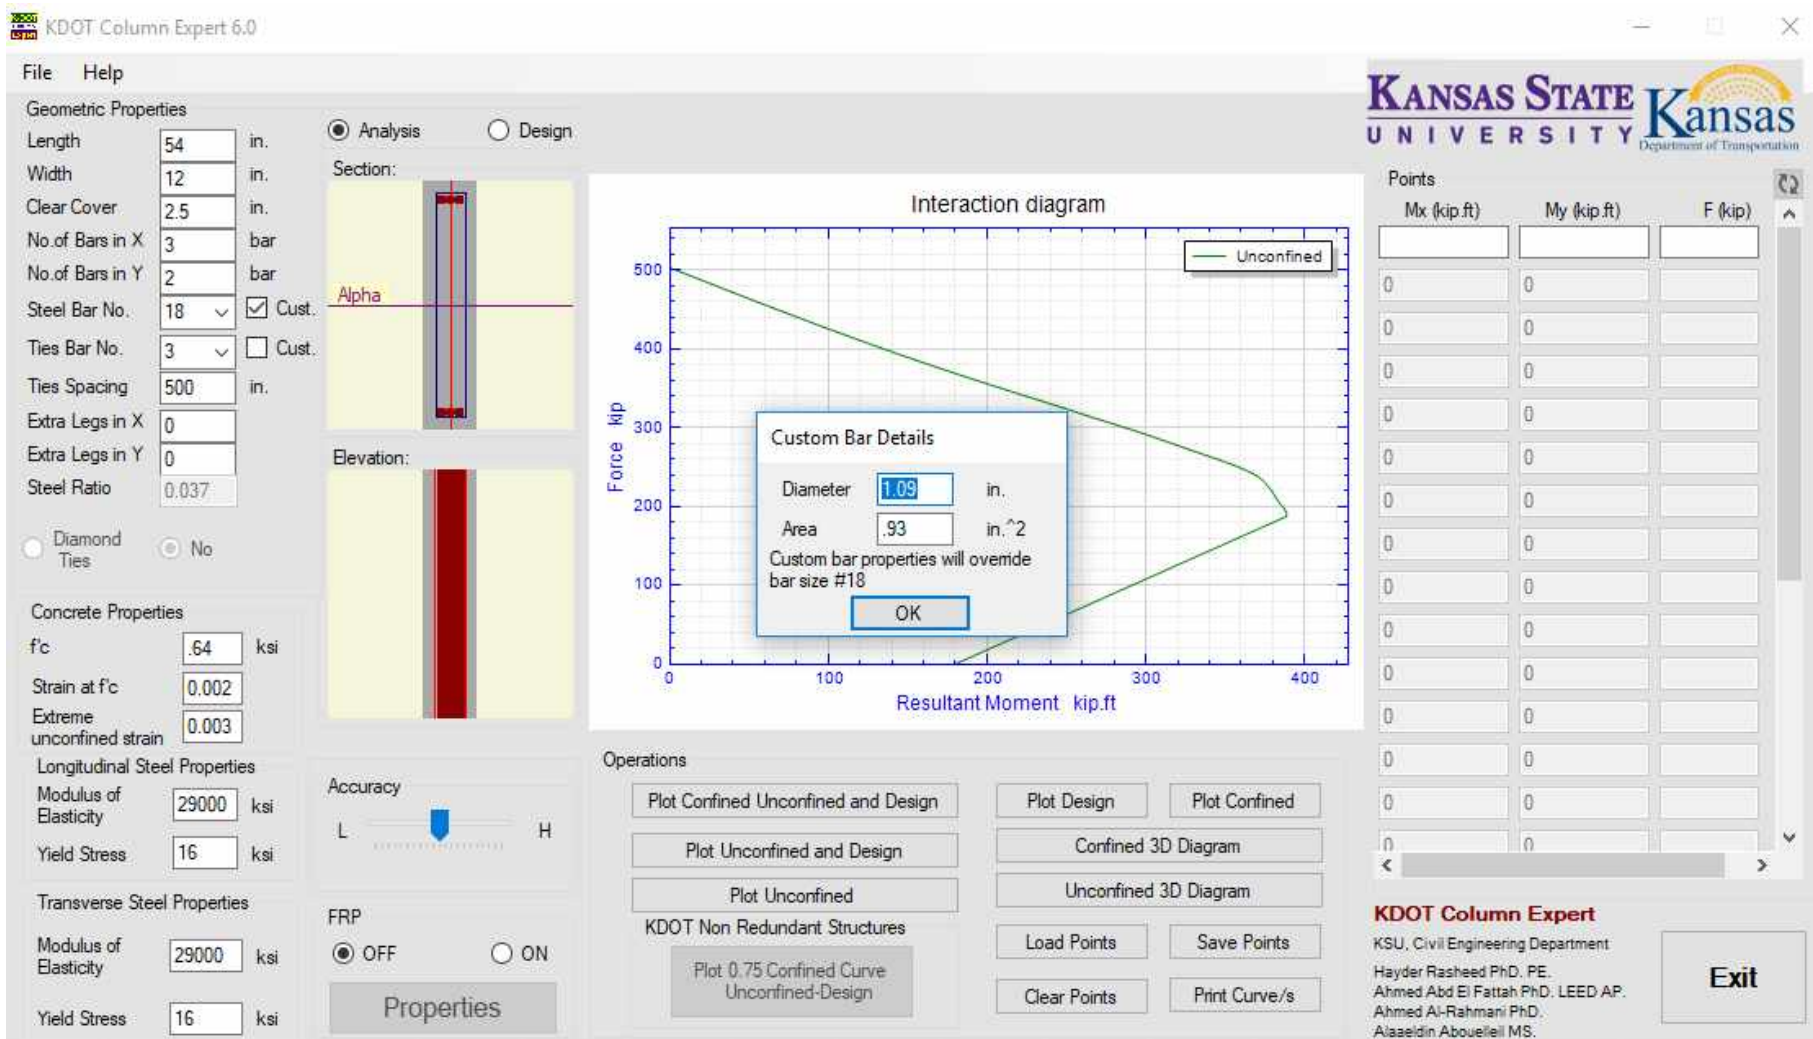 KDOT Column Expert 6.0
File Help
Geometric Properties
Length 54 in.
Width 12 in.
Clear Cover 2.5 in.
No.of Bars in X 3 bar
No.of Bars in Y 2 bar
Steel Bar No. 18 Cust.
Ties Bar No. 3 Cust.
Ties Spacing 500 in.
Extra Legs in X 0
Extra Legs in Y 0
Steel Ratio 0.037
Diamond Ties No
Concrete Properties
f'c .64 ksi
Strain at f'c 0.002
Extreme
unconfined strain 0.003
Longitudinal Steel Properties
Modulus of
Elasticity 29000 ksi
Yield Stress 16 ksi
Transverse Steel Properties
Modulus of
Elasticity 29000 ksi
Yield Stress 16 ksi
Analysis Design
Section:
Alpha
Elevation:
Accuracy
L H
FRP
OFF ON
Properties
Interaction diagram
Unconfined
500
400
300
200
100
0
Force kip
0 100 200 300 400
Resultant Moment kip.ft
Custom Bar Details
Diameter 1.09 in.
Area .93 in.^2
Custom bar properties will override
bar size #18
OK
Operations
Plot Confined Unconfined and Design
Plot Unconfined and Design
Plot Unconfined
KDOT Non Redundant Structures
Plot 0.75 Confined Curve
Unconfined-Design
Plot Design Plot Confined
Confined 3D Diagram
Unconfined 3D Diagram
Load Points Save Points
Clear Points Print Curve/s
KANSAS STATE
UNIVERSITY
Kansas
Department of Transportation
Points
Mx (kip.ft) My (kip.ft) F (kip)
0 0
0 0
0 0
0 0
0 0
0 0
0 0
0 0
0 0
0 0
0 0
0 0
0 0
0 0
KDOT Column Expert
KSU, Civil Engineering Department
Hayder Rasheed PhD. PE.
Ahmed Abd El Fattah PhD. LEED AP.
Ahmed Al-Rahmani PhD.
Alaaeldin Abouelleil MS.
Exit